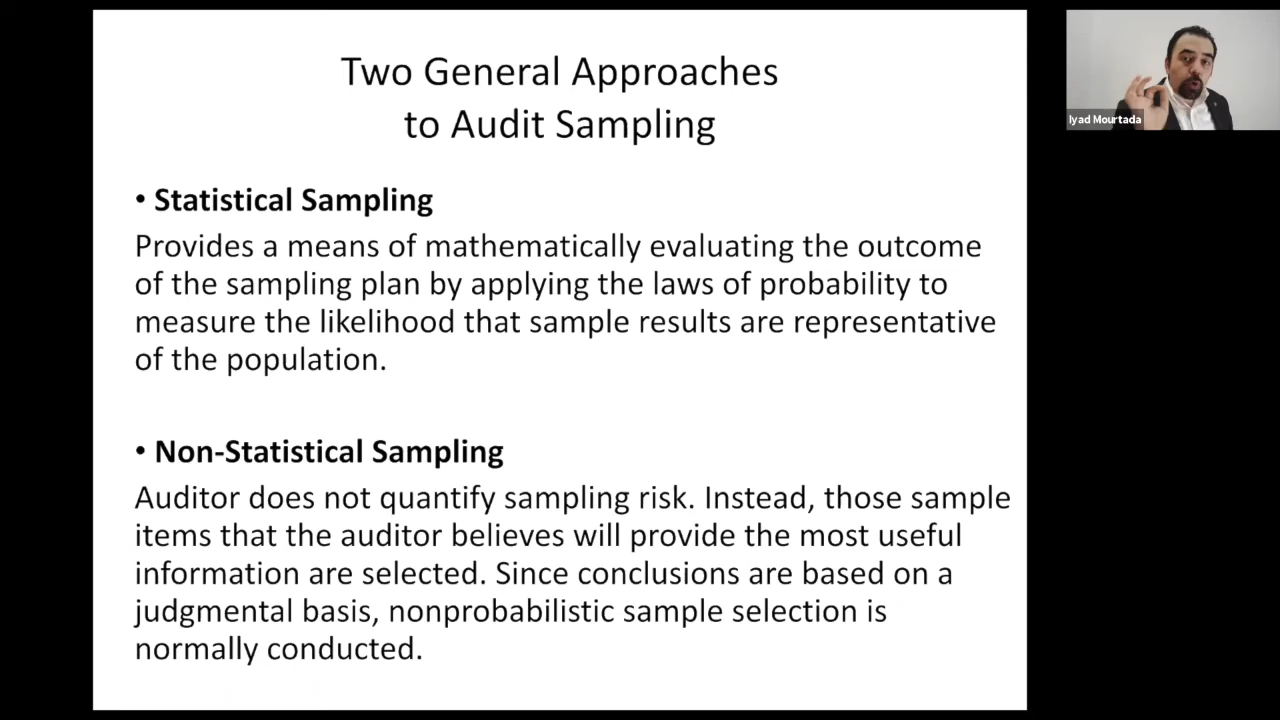 Two General Approaches
to Audit Sampling
• Statistical Sampling
Provides a means of mathematically evaluating the outcome
of the sampling plan by applying the laws of probability to
measure the likelihood that sample results are representative
of the population.
• Non-Statistical Sampling
Auditor does not quantify sampling risk. Instead, those sample
items that the auditor believes will provide the most useful
information are selected. Since conclusions are based on a
judgmental basis, nonprobabilistic sample selection is
normally conducted.
Iyad Mourtada